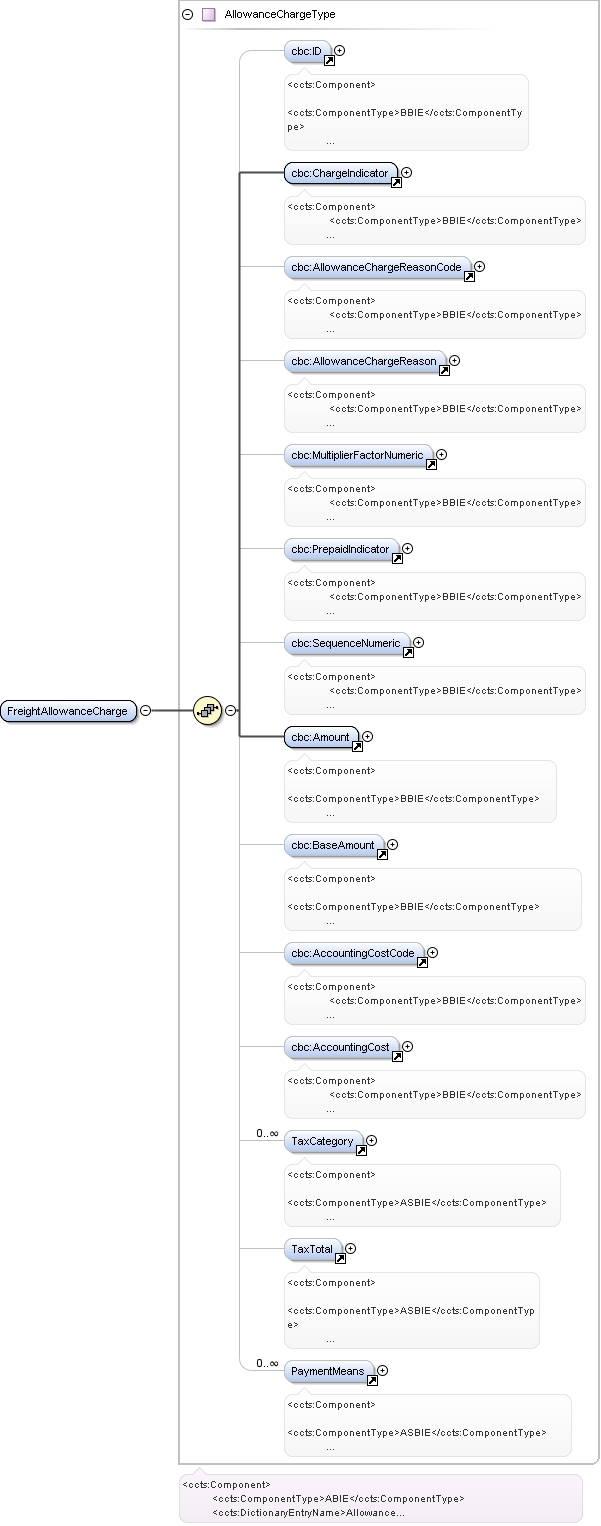 AllowanceChargeType
cbc:ID
<ccts:Component>
<ccts:ComponentType>BBIE</ccts:ComponentTy
pe>
...
cbc:ChargeIndicator
<ccts:Component>
<ccts:ComponentType>BBIE</ccts:ComponentType>
...
cbc:AllowanceChargeReasonCode
<ccts:Component>
<ccts:ComponentType>BBIE</ccts:ComponentType>
...
cbc:AllowanceChargeReason
<ccts:Component>
<ccts:ComponentType>BBIE</ccts:ComponentType>
...
cbc:MultiplierFactorNumeric
<ccts:Component>
<ccts:ComponentType>BBIE</ccts:ComponentType>
...
cbc:PrepaidIndicator
<ccts:Component>
<ccts:ComponentType>BBIE</ccts:ComponentType>
...
cbc:SequenceNumeric
<ccts:Component>
<ccts:ComponentType>BBIE</ccts:ComponentType>
...
FreightAllowanceCharge
cbc:Amount
<ccts:Component>
<ccts:ComponentType>BBIE</ccts:ComponentType>
...
cbc:BaseAmount
<ccts:Component>
<ccts:ComponentType>BBIE</ccts:ComponentType>
...
cbc:AccountingCostCode
<ccts:Component>
<ccts:ComponentType>BBIE</ccts:ComponentType>
...
cbc:AccountingCost
<ccts:Component>
<ccts:ComponentType>BBIE</ccts:ComponentType>
...
0..∞
TaxCategory
<ccts:Component>
<ccts:ComponentType>ASBIE</ccts:ComponentType>
...
TaxTotal
<ccts:Component>
<ccts:ComponentType>ASBIE</ccts:ComponentTyp
e>
...
0..∞
PaymentMeans
<ccts:Component>
<ccts:ComponentType>ASBIE</ccts:ComponentType>
...
<ccts:Component>
<ccts:ComponentType>ABIE</ccts:ComponentType>
<ccts:DictionaryEntryName>Allowance...